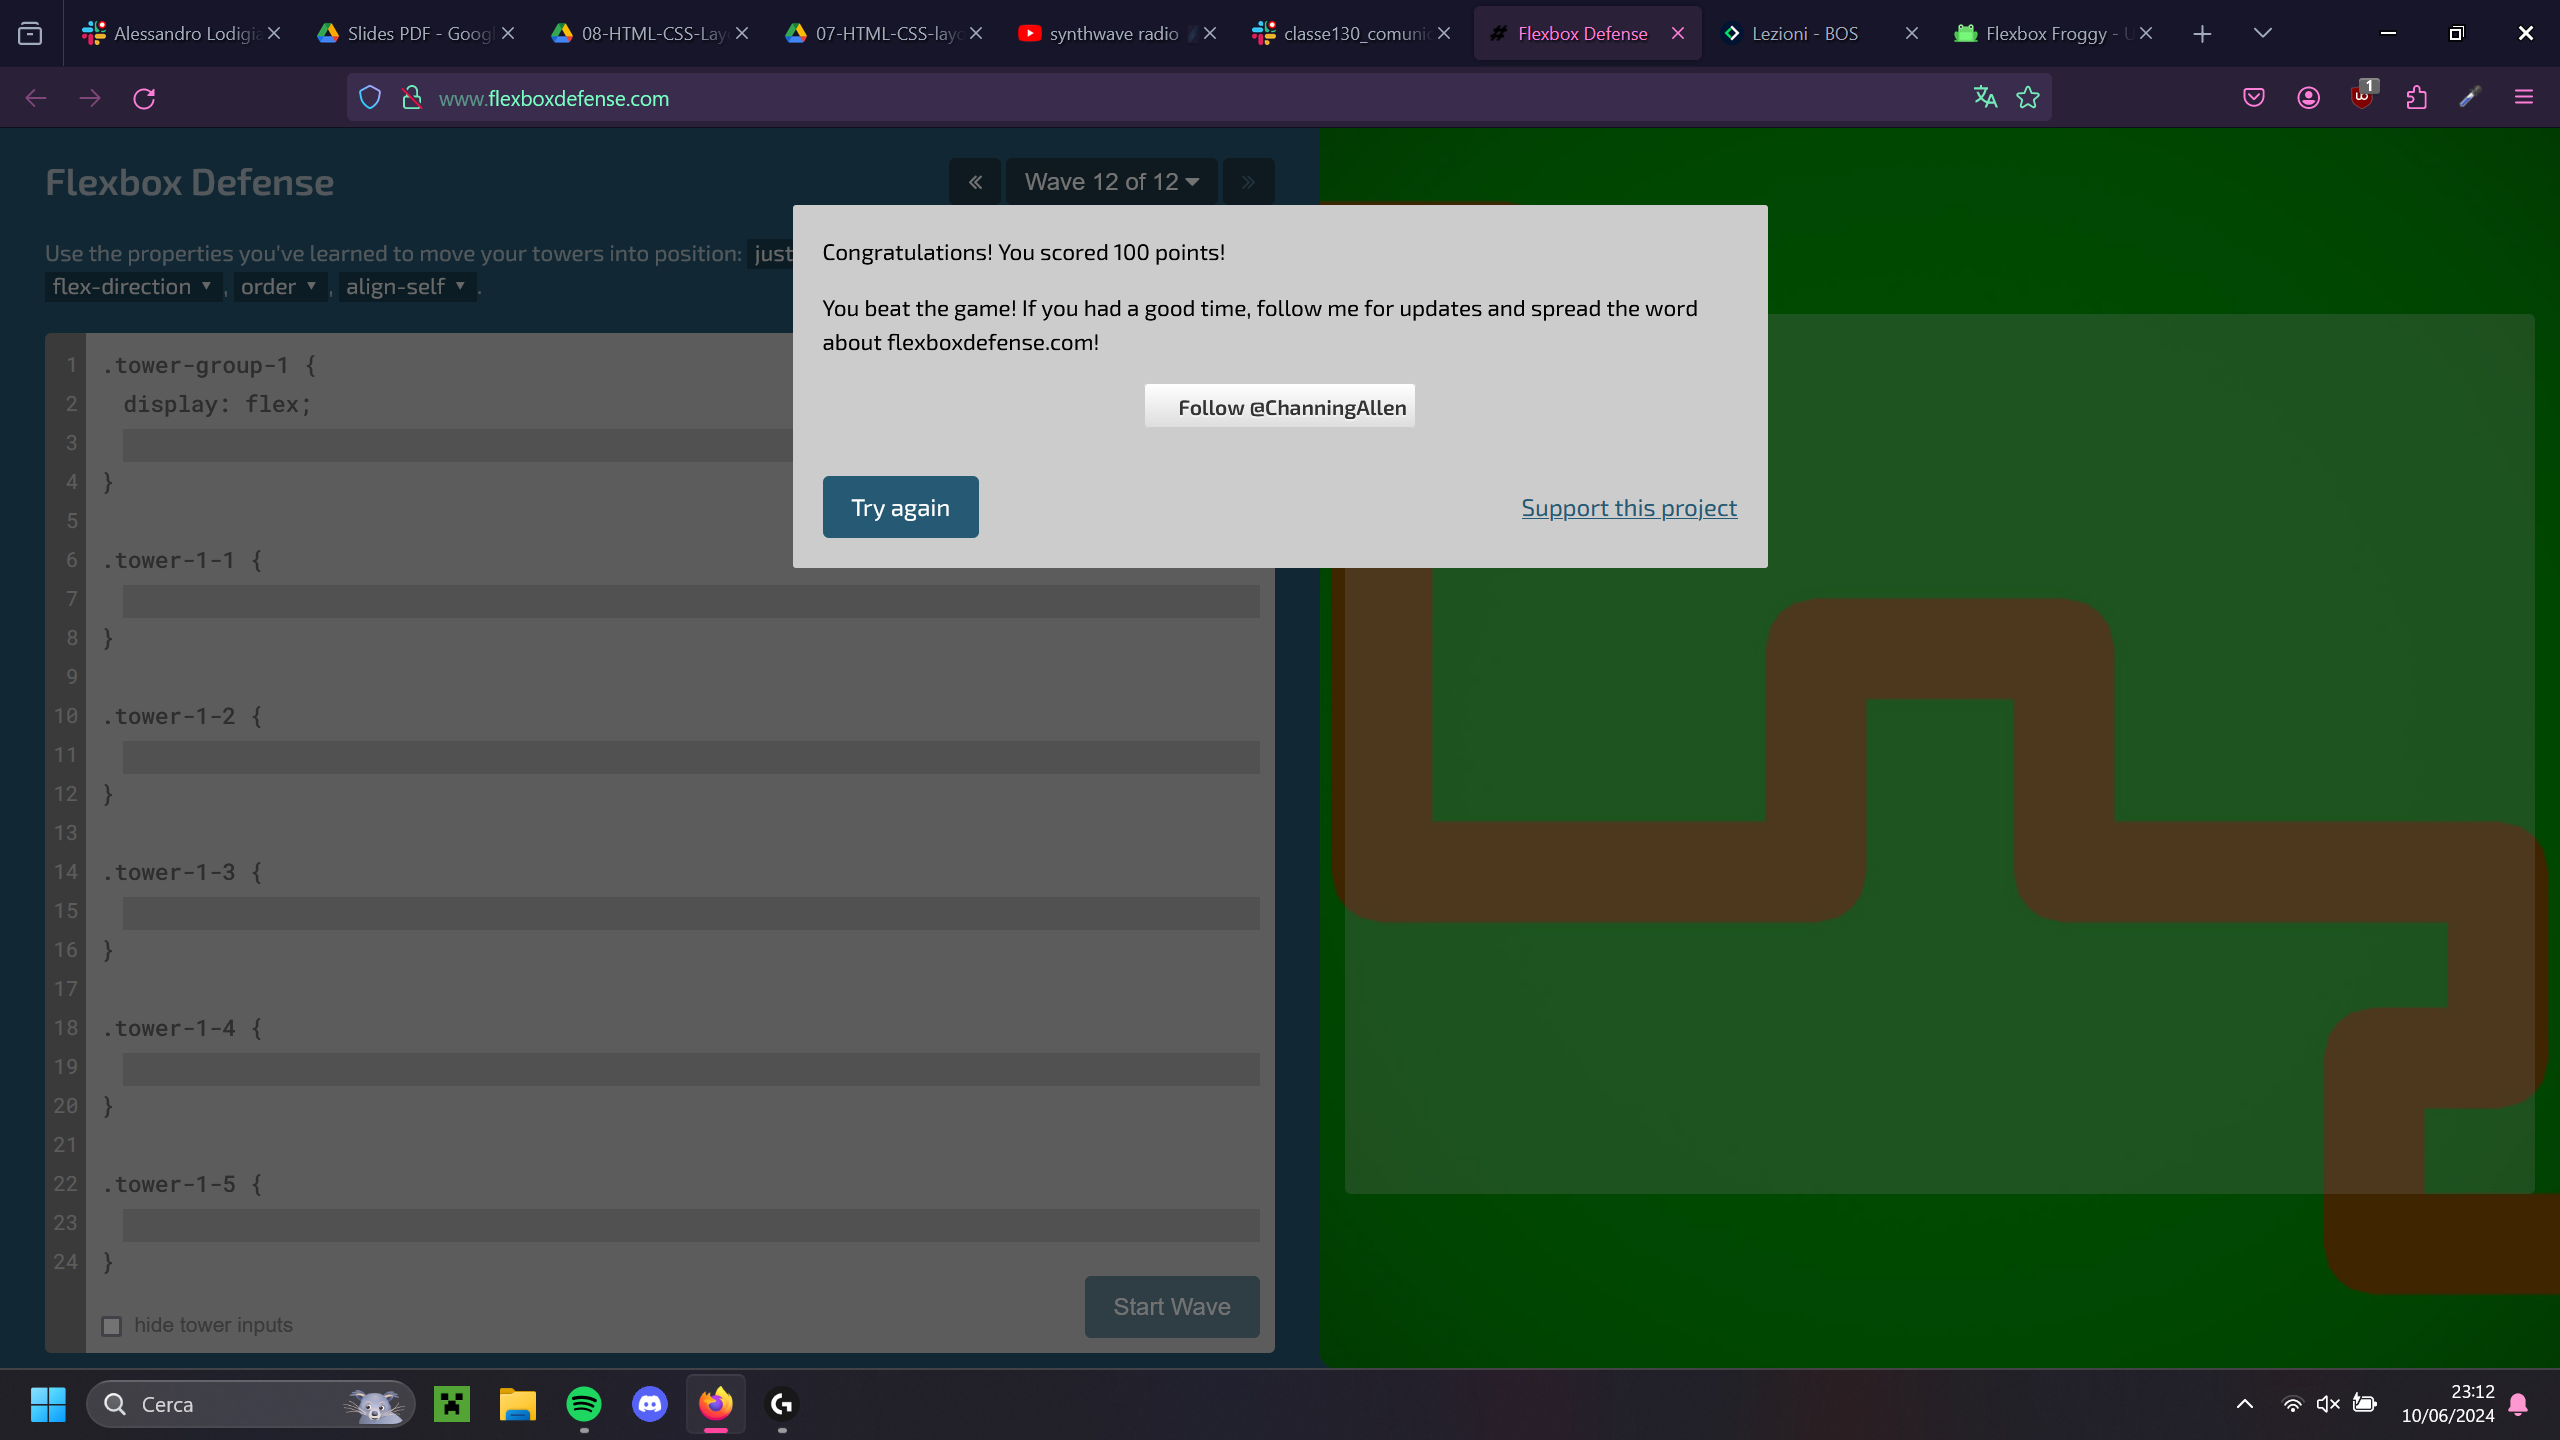 Alessandro Lodigia
Slides PDF - Googl
08-HTML-CSS-Lay
07-HTML-CSS-layo
synthwave radio
classe130_comuni
Flexbox Defense
Lezioni - BOS
Flexbox Froggy - U
www.flexboxdefense.com
1
Flexbox Defense
« Wave 12 of 12 »
Use the properties you've learned to move your towers into position: just
flex-direction ▼ , order ▼ , align-self ▼ .
Congratulations! You scored 100 points!
You beat the game! If you had a good time, follow me for updates and spread the word
about flexboxdefense.com!
Follow @ChanningAllen
Try again
Support this project
1 .tower-group-1 {
2 display: flex;
3
4 }
5
6 .tower-1-1 {
7
8 }
9
10 .tower-1-2 {
11
12 }
13
14 .tower-1-3 {
15
16 }
17
18 .tower-1-4 {
19
20 }
21
22 .tower-1-5 {
23
24 }
hide tower inputs
Start Wave
Cerca
23:12
10/06/2024